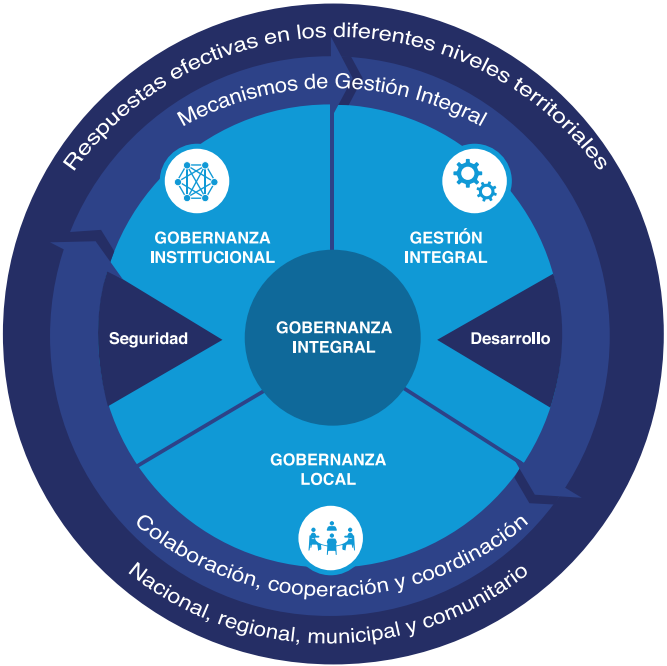 Respuestas efectivas en los diferentes niveles territoriales
Mecanismos de Gestión Integral
GOBERNANZA
INSTITUCIONAL
GESTIÓN
INTEGRAL
Seguridad
GOBERNANZA
INTEGRAL
Desarrollo
GOBERNANZA
LOCAL
Colaboración, cooperación y coordinación
Nacional, regional, municipal y comunitario